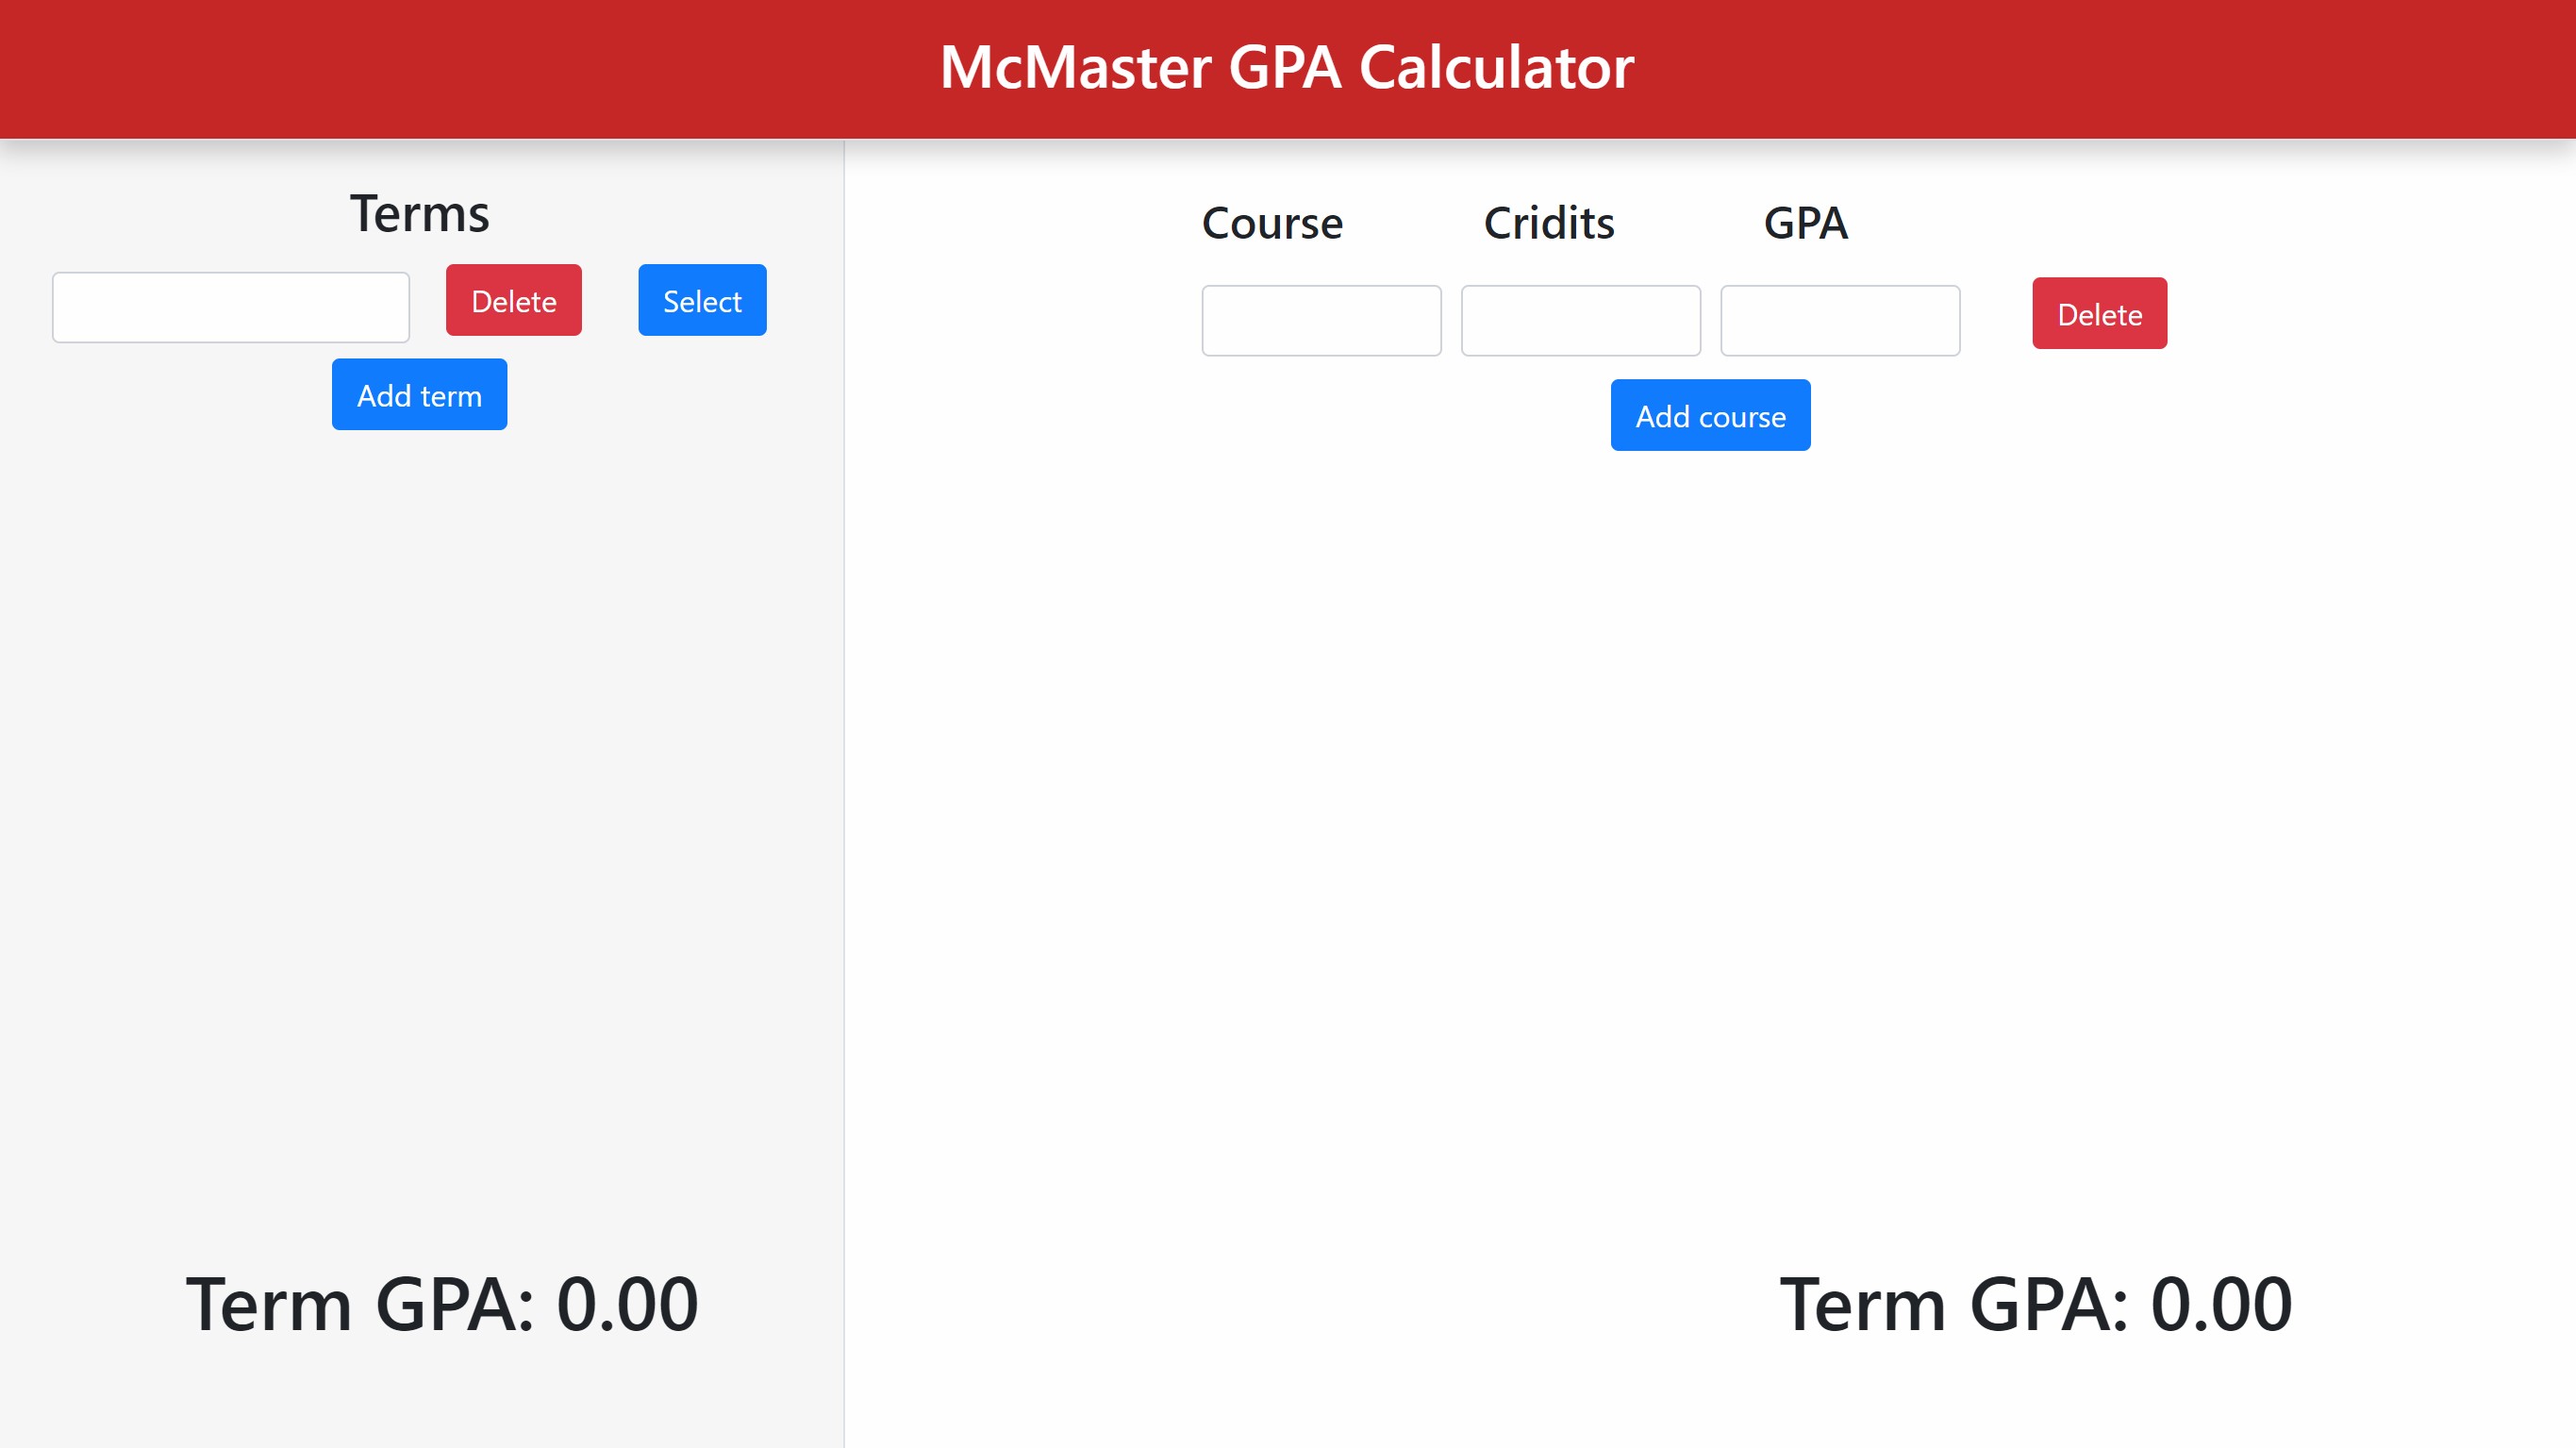 McMaster GPA Calculator
Terms
Delete Select
Add term
Term GPA: 0.00
Course Cridits GPA
Delete
Add course
Term GPA: 0.00